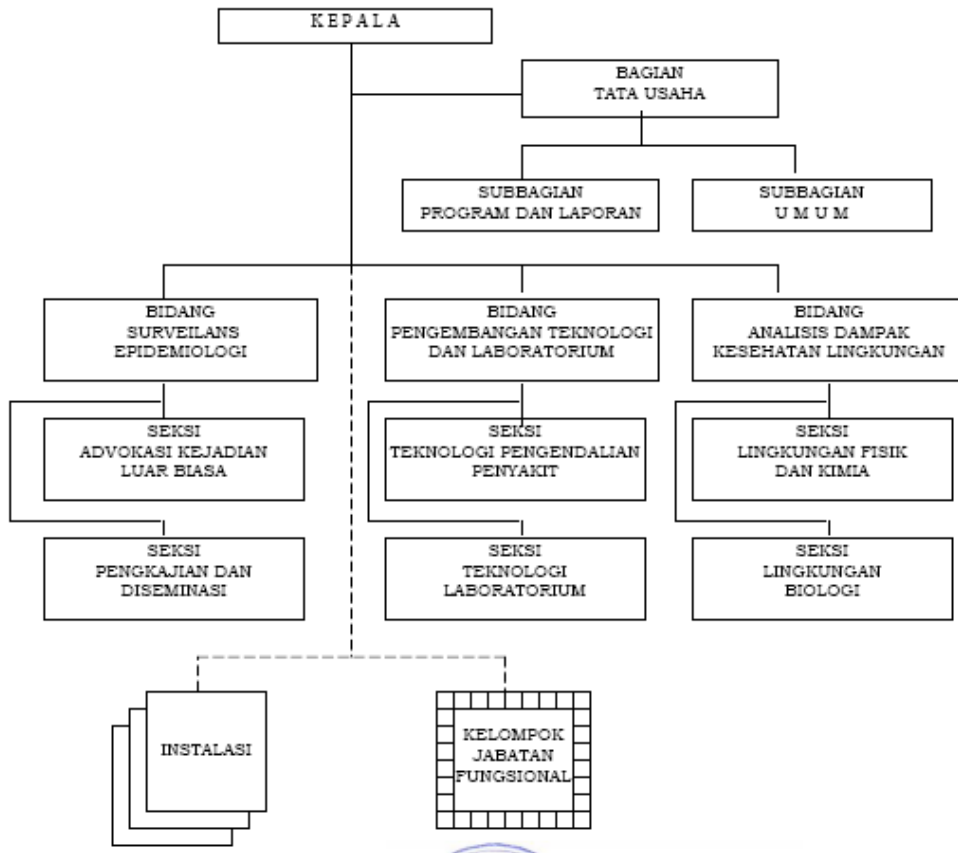 K E P A L A
BAGIAN
TATA USAHA
SUBBAGIAN
PROGRAM DAN LAPORAN
SUBBAGIAN
U M U M
BIDANG
SURVEILANS
EPIDEMIOLOGI
BIDANG
PENGEMBANGAN TEKNOLOGI
DAN LABORATORIUM
BIDANG
ANALISIS DAMPAK
KESEHATAN LINGKUNGAN
SEKSI
ADVOKASI KEJADIAN
LUAR BIASA
SEKSI
TEKNOLOGI PENGENDALIAN
PENYAKIT
SEKSI
LINGKUNGAN FISIK
DAN KIMIA
SEKSI
PENGKAJIAN DAN
DISEMINASI
SEKSI
TEKNOLOGI
LABORATORIUM
SEKSI
LINGKUNGAN
BIOLOGI
INSTALASI
KELOMPOK
JABATAN
FUNGSIONAL